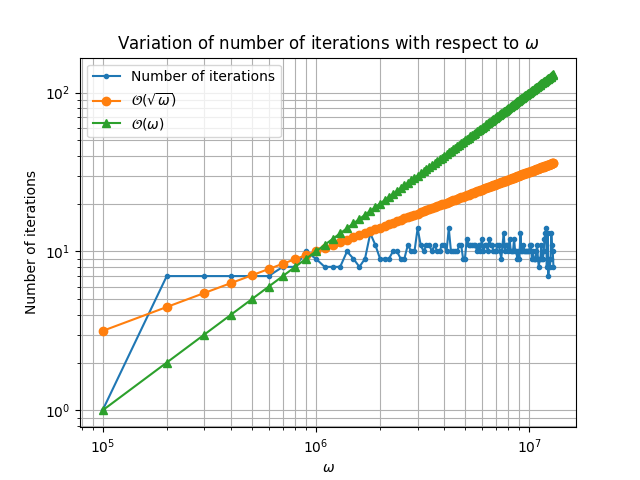 Variation of number of iterations with respect to ω
Number of iterations
𝒪(√ω)
𝒪(ω)
Number of iterations
10²
10¹
10⁰
10⁵
10⁶
10⁷
ω